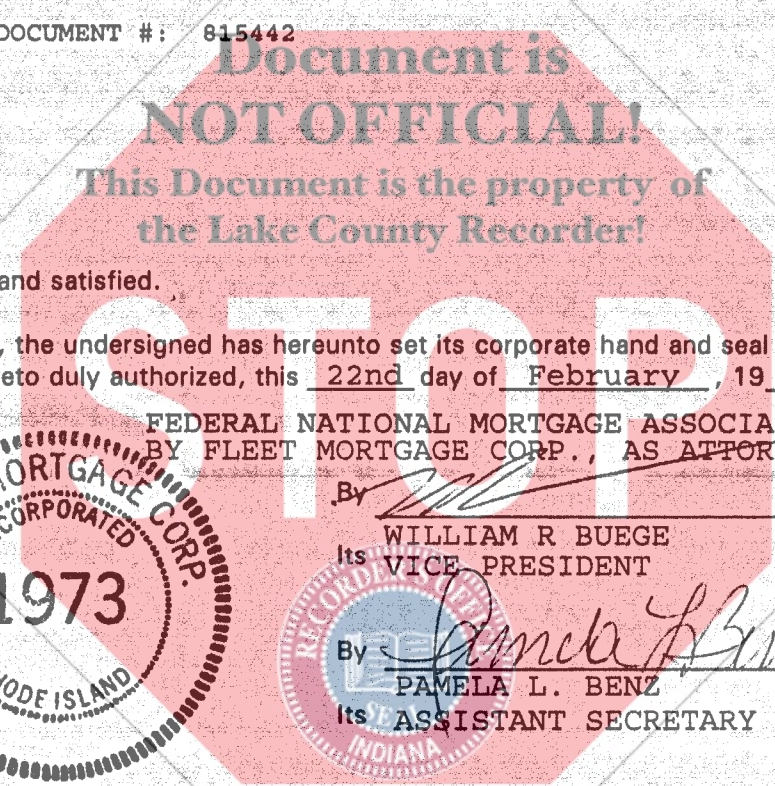 DOCUMENT #: 815442
Document is
NOT OFFICIAL!
This Document is the property of
the Lake County Recorder!
and satisfied.
STOP
, the undersigned has hereunto set its corporate hand and seal
eto duly authorized, this 22nd day of February, 19
FEDERAL NATIONAL MORTGAGE ASSOCIA
BY FLEET MORTGAGE CORP., AS ATTOR
ORTGAGE CORP.
CORPORATED
1973
ODE ISLAND
By
WILLIAM R BUEGE
Its VICE PRESIDENT
RECORDER'S OFFI
SEAL
INDIANA
By Pamela L Ben
PAMELA L. BENZ
Its ASSISTANT SECRETARY